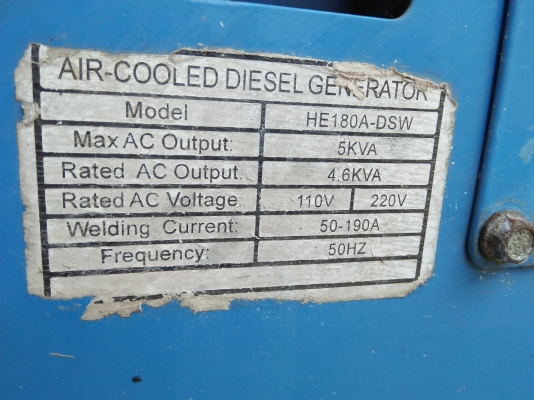 AIR-COOLED DIESEL GENERATOR
Model HE180A-DSW
Max AC Output: 5KVA
Rated AC Output. 4.6KVA
Rated AC Voltage 110V 220V
Welding Current: 50-190A
Frequency: 50HZ